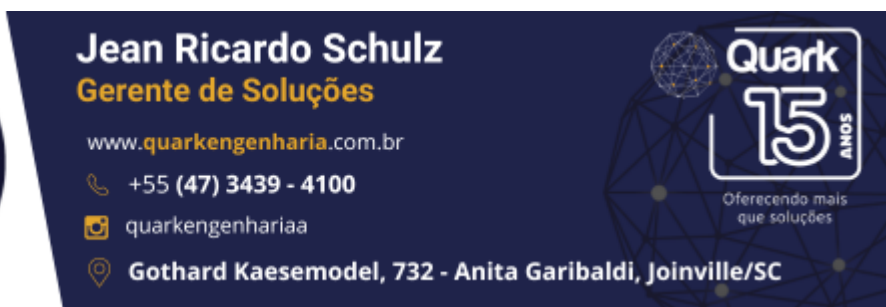 Jean Ricardo Schulz
Gerente de Soluções
www.quarkengenharia.com.br
+55 (47) 3439 - 4100
quarkengenhariaa
Gothard Kaesemodel, 732 - Anita Garibaldi, Joinville/SC
Quark
15
ANOS
Oferecendo mais
que soluções